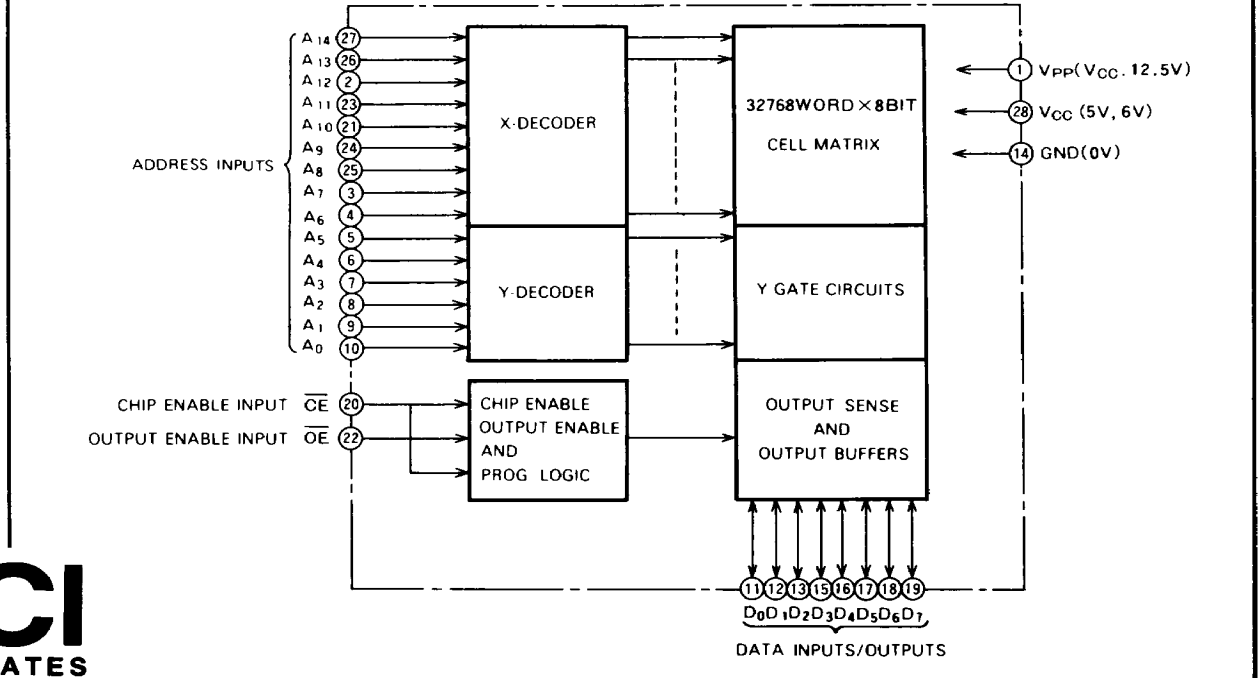 A14 27
A13 26
A12 2
A11 23
A10 21
A9 24
A8 25
A7 3
A6 4
A5 5
A4 6
A3 7
A2 8
A1 9
A0 10
ADDRESS INPUTS
X-DECODER
Y-DECODER
32768WORD×8BIT
CELL MATRIX
Y GATE CIRCUITS
1 VPP(VCC. 12.5V)
28 VCC (5V, 6V)
14 GND(0V)
CHIP ENABLE INPUT C̅E̅ 20
OUTPUT ENABLE INPUT O̅E̅ 22
CHIP ENABLE
OUTPUT ENABLE
AND
PROG LOGIC
OUTPUT SENSE
AND
OUTPUT BUFFERS
11 12 13 15 16 17 18 19
D0 D1 D2 D3 D4 D5 D6 D7
DATA INPUTS/OUTPUTS
CI
ATES